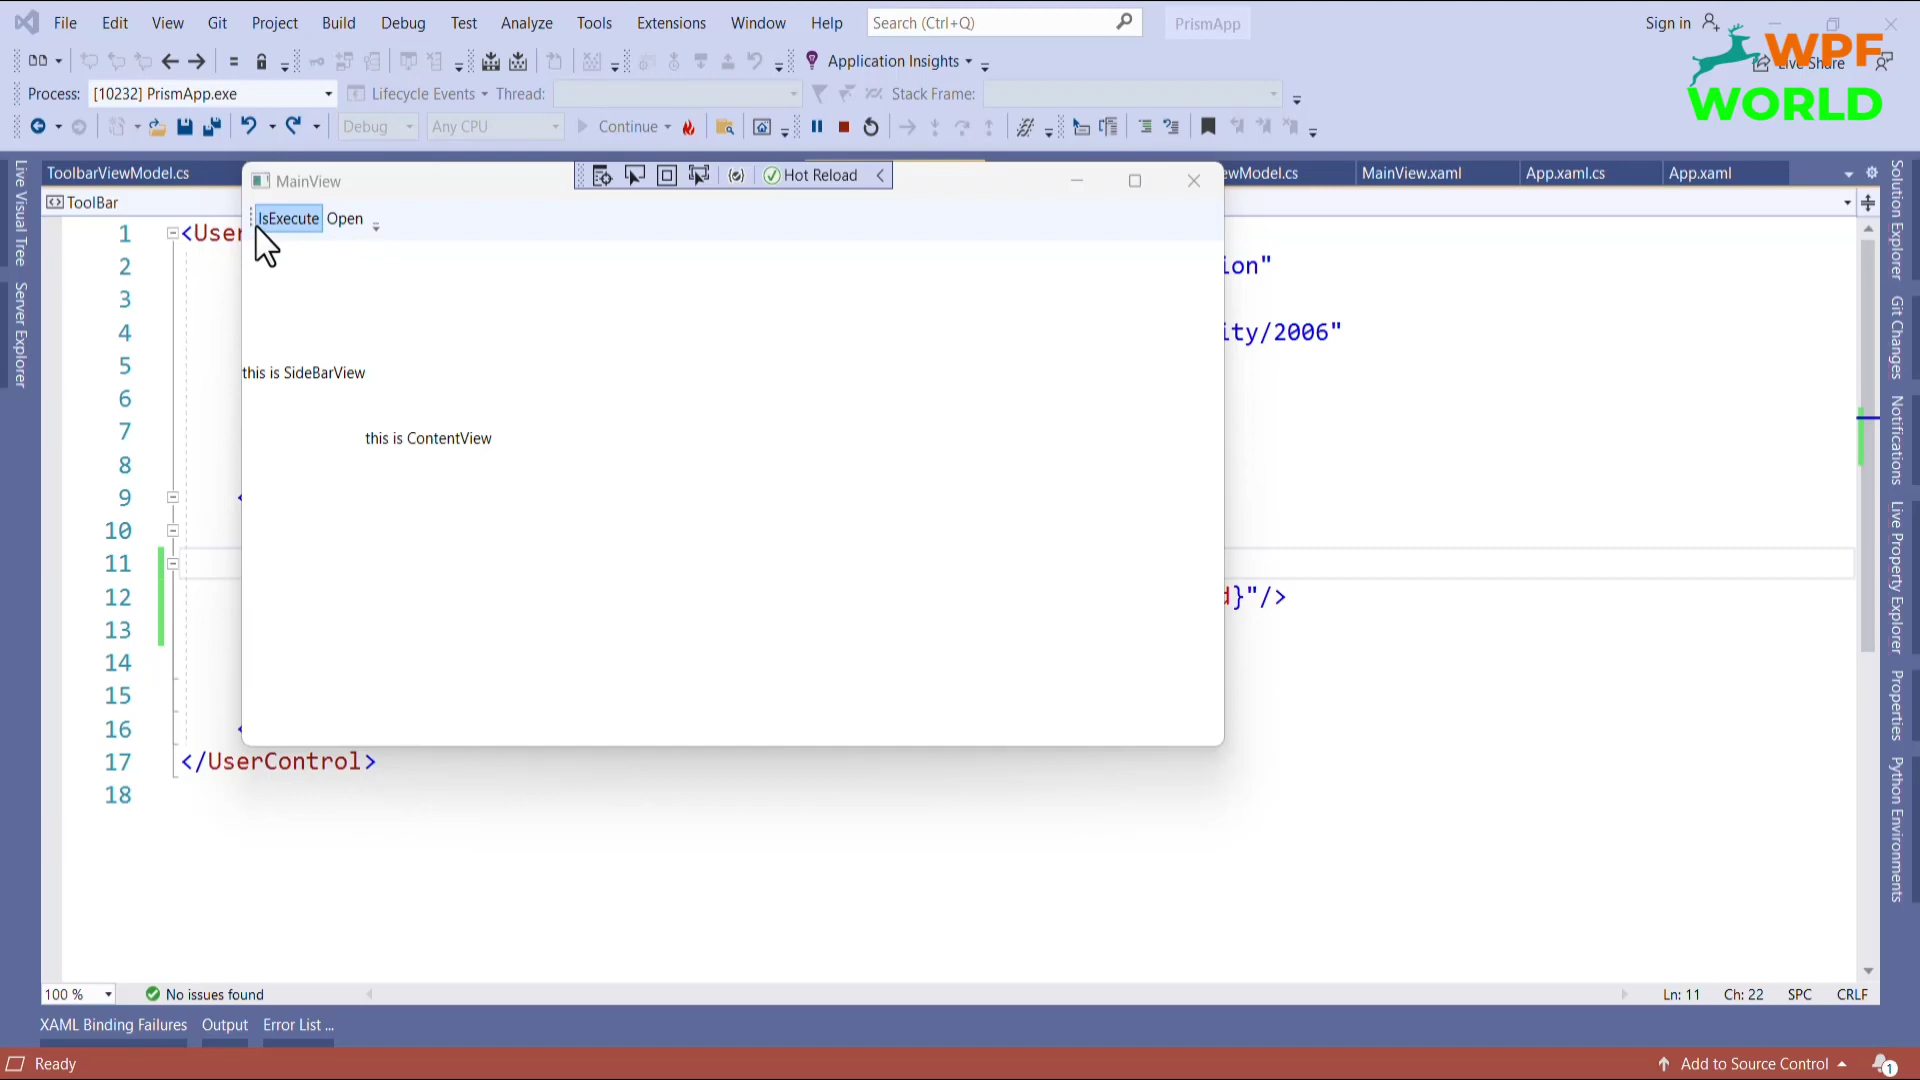 File Edit View Git Project Build Debug Test Analyze Tools Extensions Window Help Search (Ctrl+Q) PrismApp Sign in
Application Insights Live Share
WPF
WORLD
Process: [10232] PrismApp.exe Lifecycle Events Thread: Stack Frame:
Debug Any CPU Continue
ToolbarViewModel.cs ewModel.cs MainView.xaml App.xaml.cs App.xaml
ToolBar
MainView Hot Reload
IsExecute Open
this is SideBarView
this is ContentView
1 <User
2 ion"
3
4 ity/2006"
5
6
7
8
9 <
10
11
12 d}"/>
13
14
15
16 <
17 </UserControl>
18
Live Visual Tree
Server Explorer
Solution Explorer
Git Changes
Notifications
Live Property Explorer
Properties
Python Environments
100 % No issues found Ln: 11 Ch: 22 SPC CRLF
XAML Binding Failures Output Error List ...
Ready Add to Source Control 1